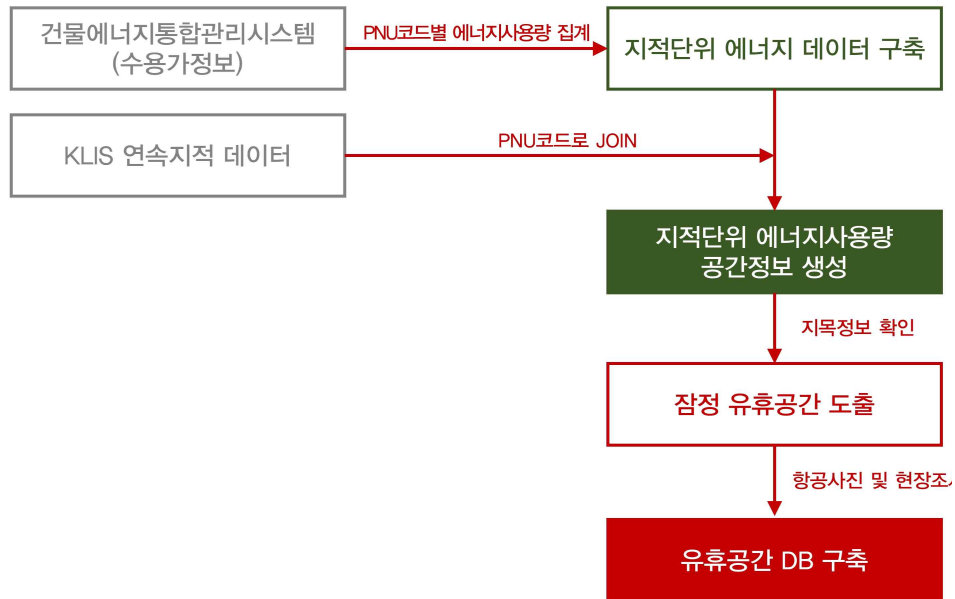 건물에너지통합관리시스템
(수용가정보)
PNU코드별 에너지사용량 집계
지적단위 에너지 데이터 구축
KLIS 연속지적 데이터
PNU코드로 JOIN
지적단위 에너지사용량
공간정보 생성
지목정보 확인
잠정 유휴공간 도출
항공사진 및
유휴공간 DB 구축